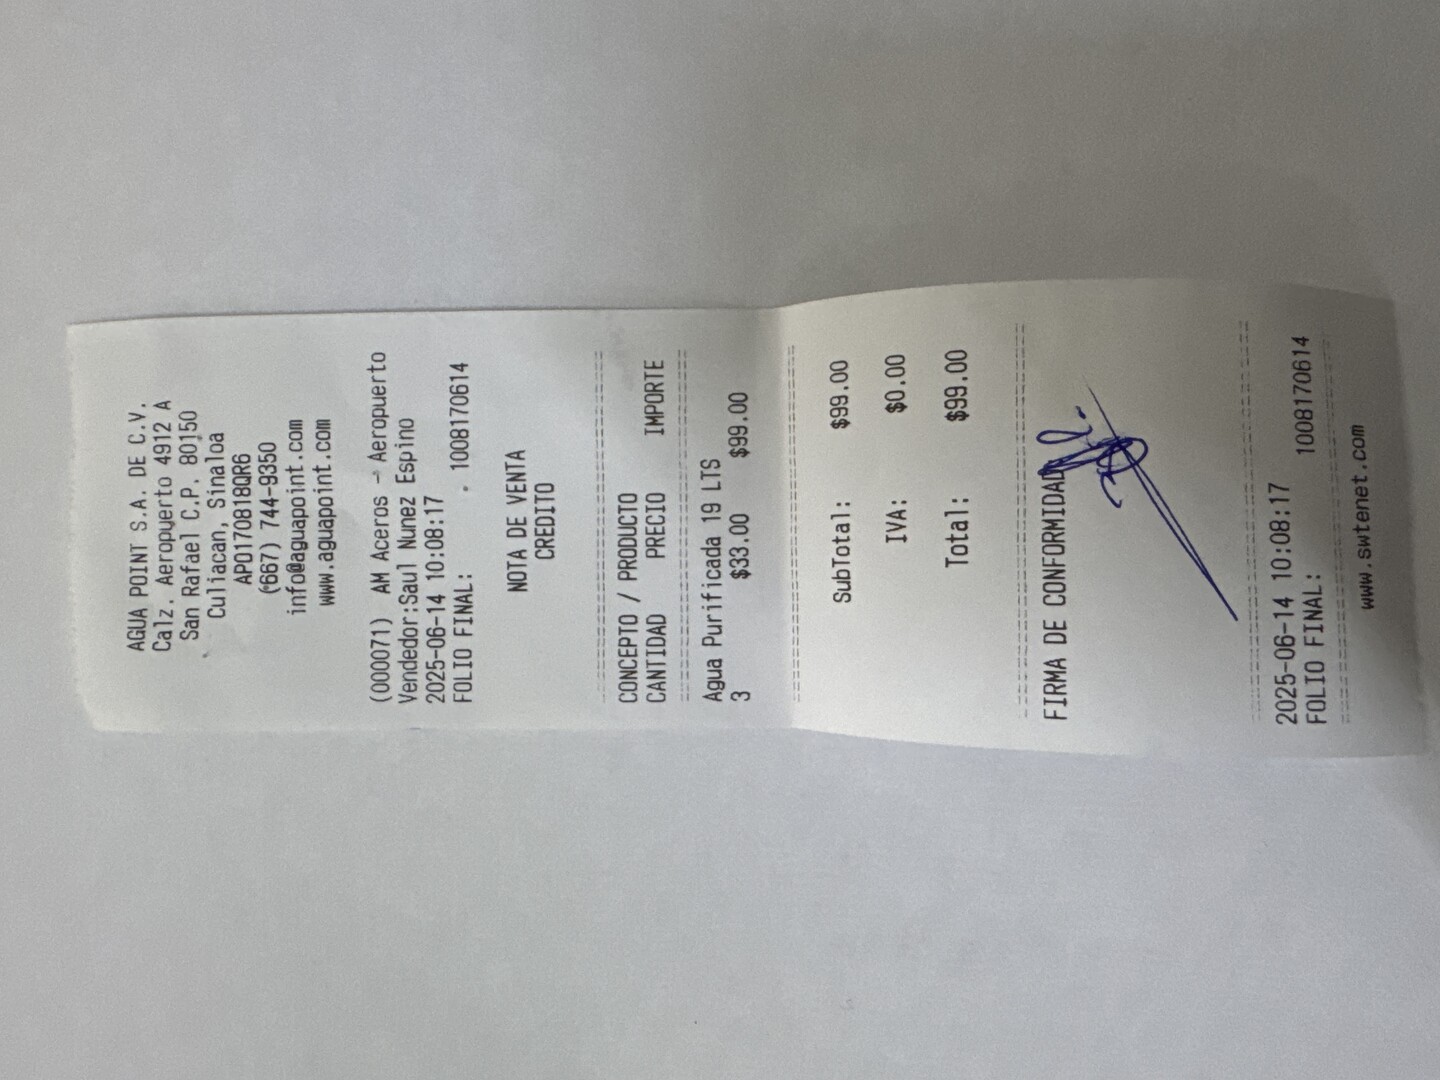 AGUA POINT S.A. DE C.V.
Calz. Aeropuerto 4912 A
San Rafael C.P. 80150
Culiacan, Sinaloa
APO170818QR6
(667) 744-9350
info@aguapoint.com
www.aguapoint.com
(000071) AM Aceros - Aeropuerto
Vendedor:Saul Nunez Espino
2025-06-14 10:08:17
FOLIO FINAL: 1008170614
NOTA DE VENTA
CREDITO
CONCEPTO / PRODUCTO
CANTIDAD PRECIO IMPORTE
Agua Purificada 19 LTS
3 $33.00 $99.00
SubTotal: $99.00
IVA: $0.00
Total: $99.00
FIRMA DE CONFORMIDAD
2025-06-14 10:08:17
FOLIO FINAL: 1008170614
www.swtenet.com